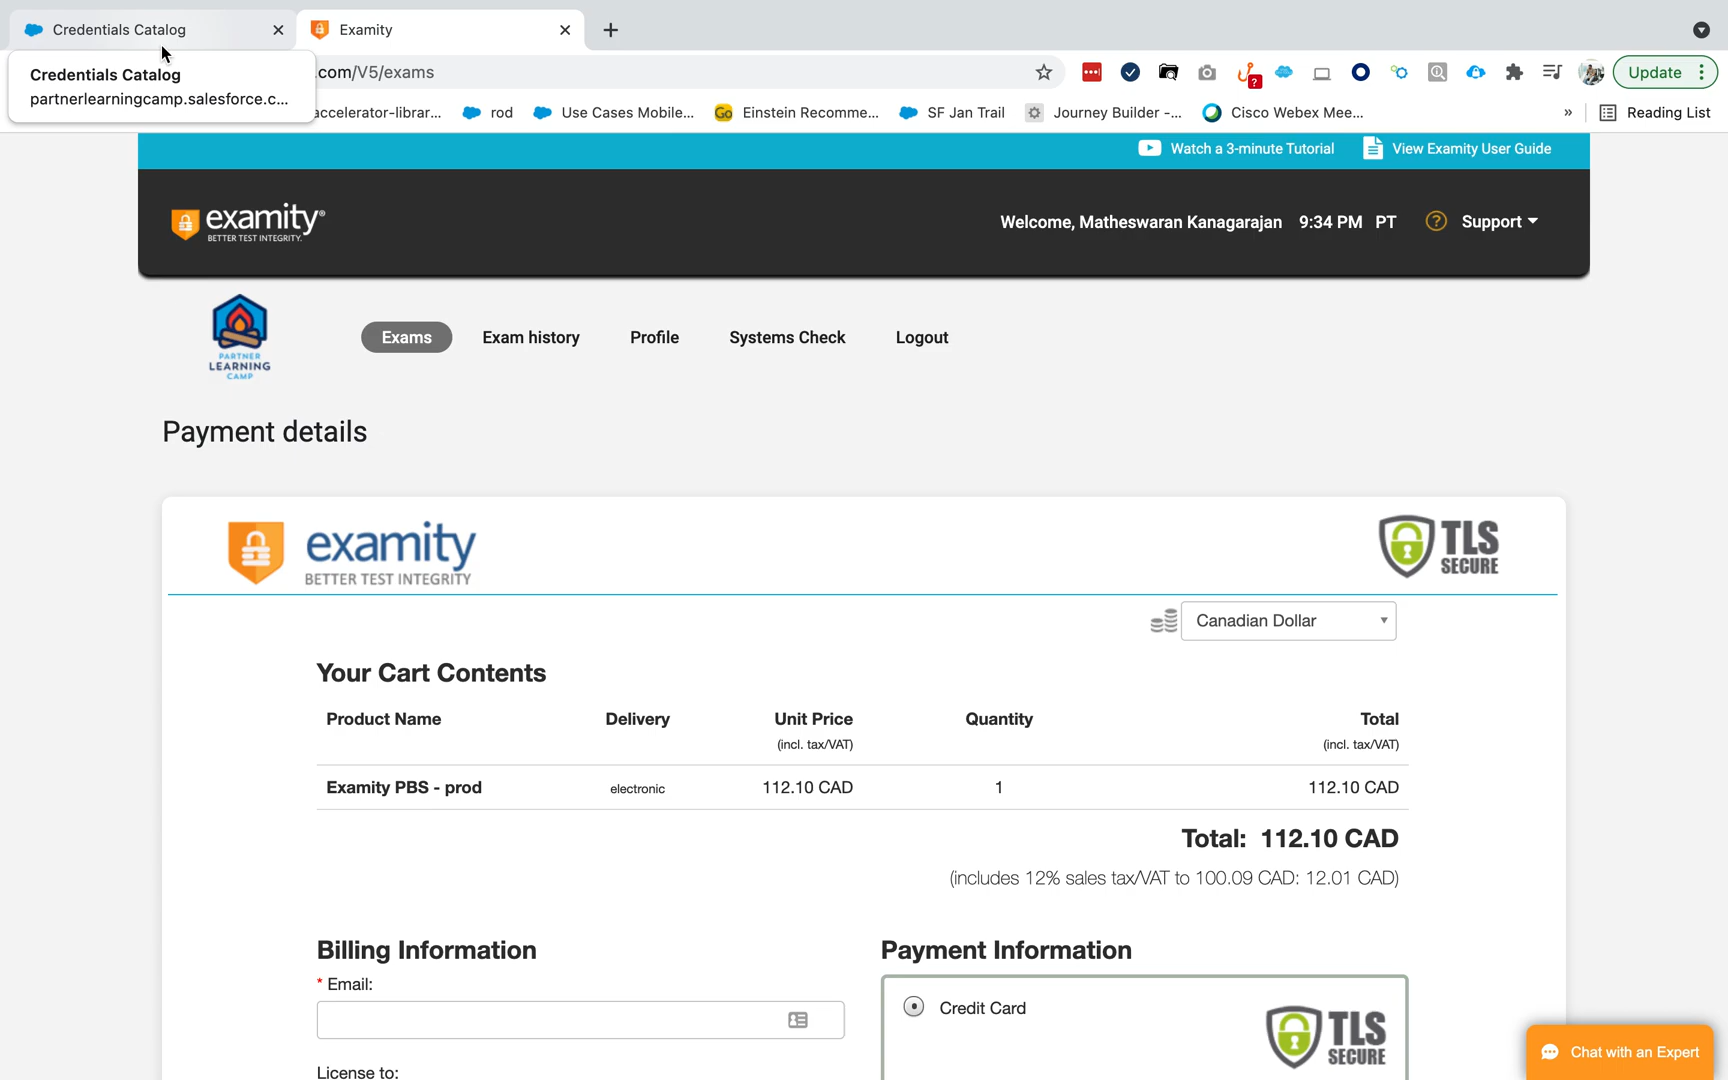 Credentials Catalog
Examity
Credentials Catalog
partnerlearningcamp.salesforce.c...
.com/V5/exams
Update
accelerator-librar...
rod
Use Cases Mobile...
Einstein Recomme...
SF Jan Trail
Journey Builder -...
Cisco Webex Mee...
»
Reading List
Watch a 3-minute Tutorial
View Examity User Guide
examity®
BETTER TEST INTEGRITY.
Welcome, Matheswaran Kanagarajan 9:34 PM PT
Support
PARTNER
LEARNING
CAMP
Exams
Exam history
Profile
Systems Check
Logout
Payment details
examity
BETTER TEST INTEGRITY
TLS
SECURE
Canadian Dollar
Your Cart Contents
Product Name Delivery Unit Price Quantity Total
(incl. tax/VAT) (incl. tax/VAT)
Examity PBS - prod electronic 112.10 CAD 1 112.10 CAD
Total: 112.10 CAD
(includes 12% sales tax/VAT to 100.09 CAD: 12.01 CAD)
Billing Information
* Email:
License to:
Payment Information
Credit Card
TLS
SECURE
Chat with an Expert